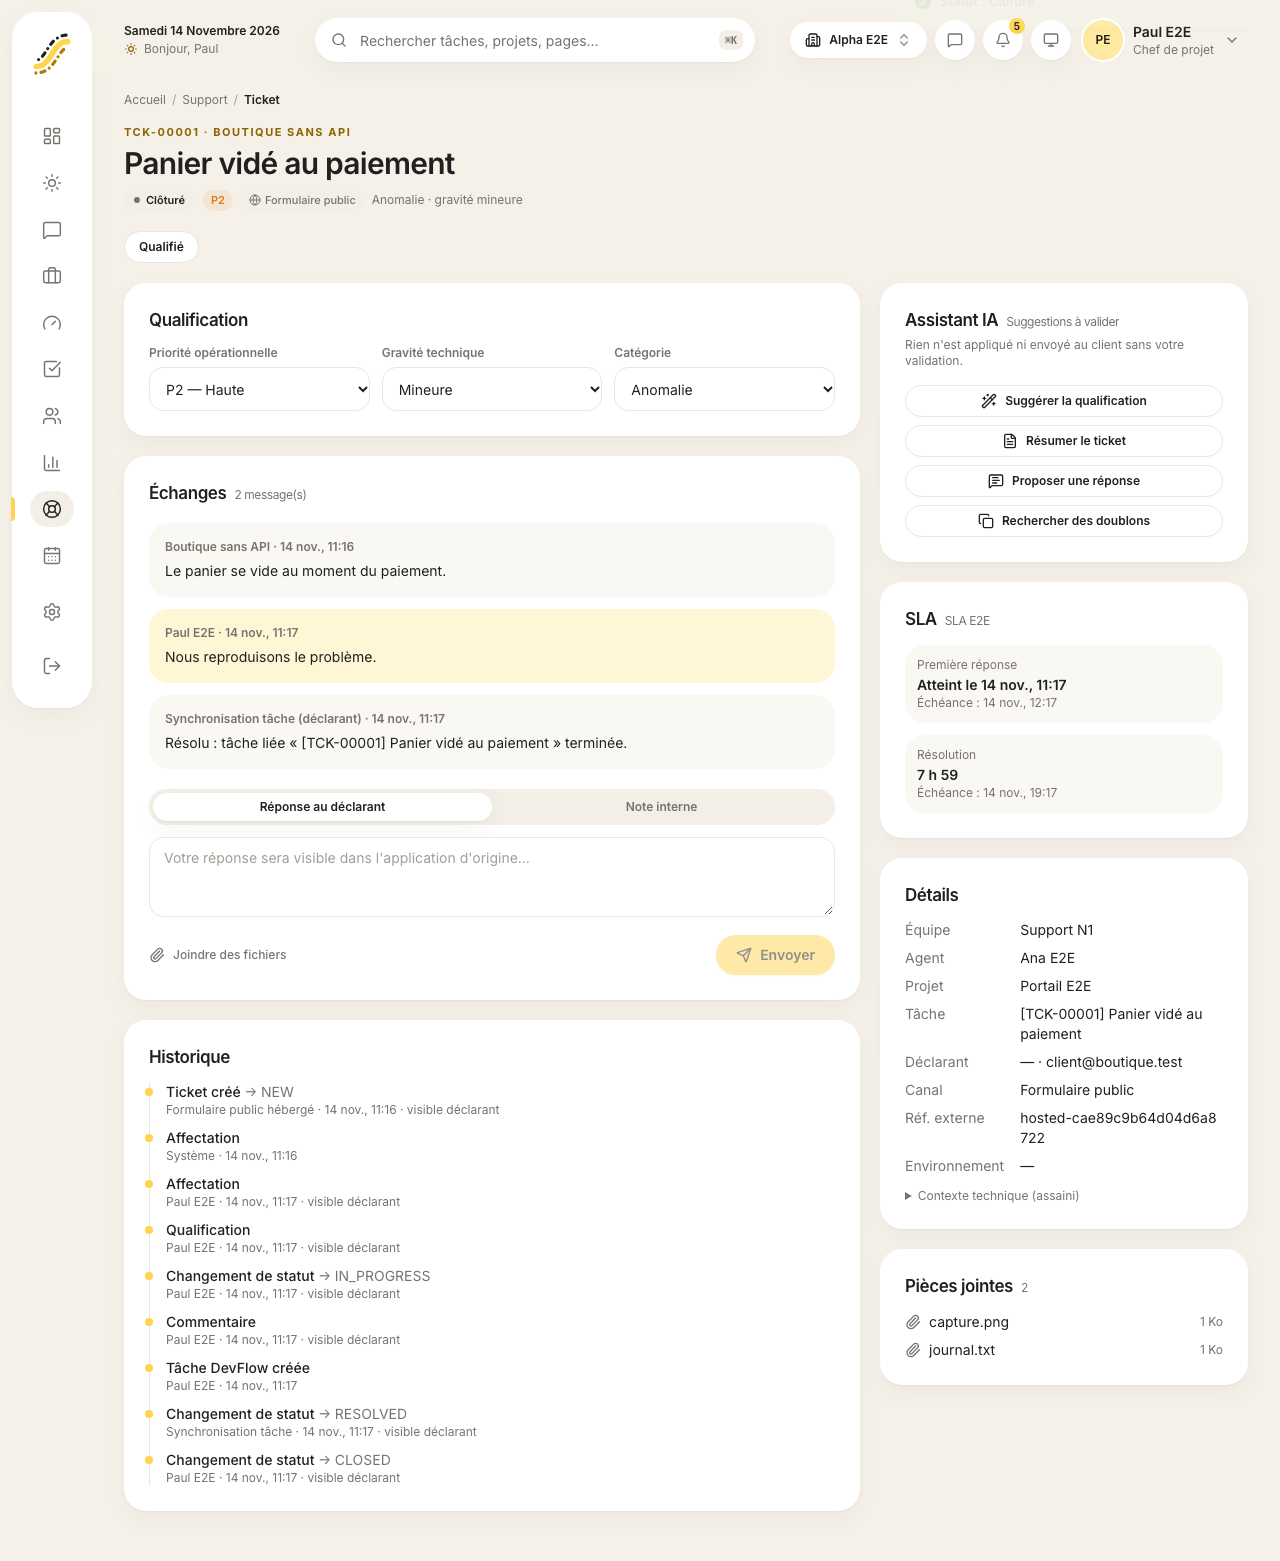 Samedi 14 Novembre 2026
Bonjour, Paul
Rechercher tâches, projets, pages...
⌘K
Alpha E2E
5
Statut : Clôturé
PE
Paul E2E
Chef de projet
Accueil / Support / Ticket
TCK-00001 · BOUTIQUE SANS API
Panier vidé au paiement
Clôturé
P2
Formulaire public
Anomalie · gravité mineure
Qualifié
Qualification
Priorité opérationnelle
Gravité technique
Catégorie
P2 — Haute
Mineure
Anomalie
Échanges 2 message(s)
Boutique sans API · 14 nov., 11:16
Le panier se vide au moment du paiement.
Paul E2E · 14 nov., 11:17
Nous reproduisons le problème.
Synchronisation tâche (déclarant) · 14 nov., 11:17
Résolu : tâche liée « [TCK-00001] Panier vidé au paiement » terminée.
Réponse au déclarant
Note interne
Votre réponse sera visible dans l'application d'origine...
Joindre des fichiers
Envoyer
Historique
Ticket créé → NEW
Formulaire public hébergé · 14 nov., 11:16 · visible déclarant
Affectation
Système · 14 nov., 11:16
Affectation
Paul E2E · 14 nov., 11:17 · visible déclarant
Qualification
Paul E2E · 14 nov., 11:17 · visible déclarant
Changement de statut → IN_PROGRESS
Paul E2E · 14 nov., 11:17 · visible déclarant
Commentaire
Paul E2E · 14 nov., 11:17 · visible déclarant
Tâche DevFlow créée
Paul E2E · 14 nov., 11:17
Changement de statut → RESOLVED
Synchronisation tâche · 14 nov., 11:17 · visible déclarant
Changement de statut → CLOSED
Paul E2E · 14 nov., 11:17 · visible déclarant
Assistant IA Suggestions à valider
Rien n'est appliqué ni envoyé au client sans votre
validation.
Suggérer la qualification
Résumer le ticket
Proposer une réponse
Rechercher des doublons
SLA SLA E2E
Première réponse
Atteint le 14 nov., 11:17
Échéance : 14 nov., 12:17
Résolution
7 h 59
Échéance : 14 nov., 19:17
Détails
Équipe Support N1
Agent Ana E2E
Projet Portail E2E
Tâche [TCK-00001] Panier vidé au
paiement
Déclarant — · client@boutique.test
Canal Formulaire public
Réf. externe hosted-cae89c9b64d04d6a8
722
Environnement —
Contexte technique (assaini)
Pièces jointes 2
capture.png 1 Ko
journal.txt 1 Ko